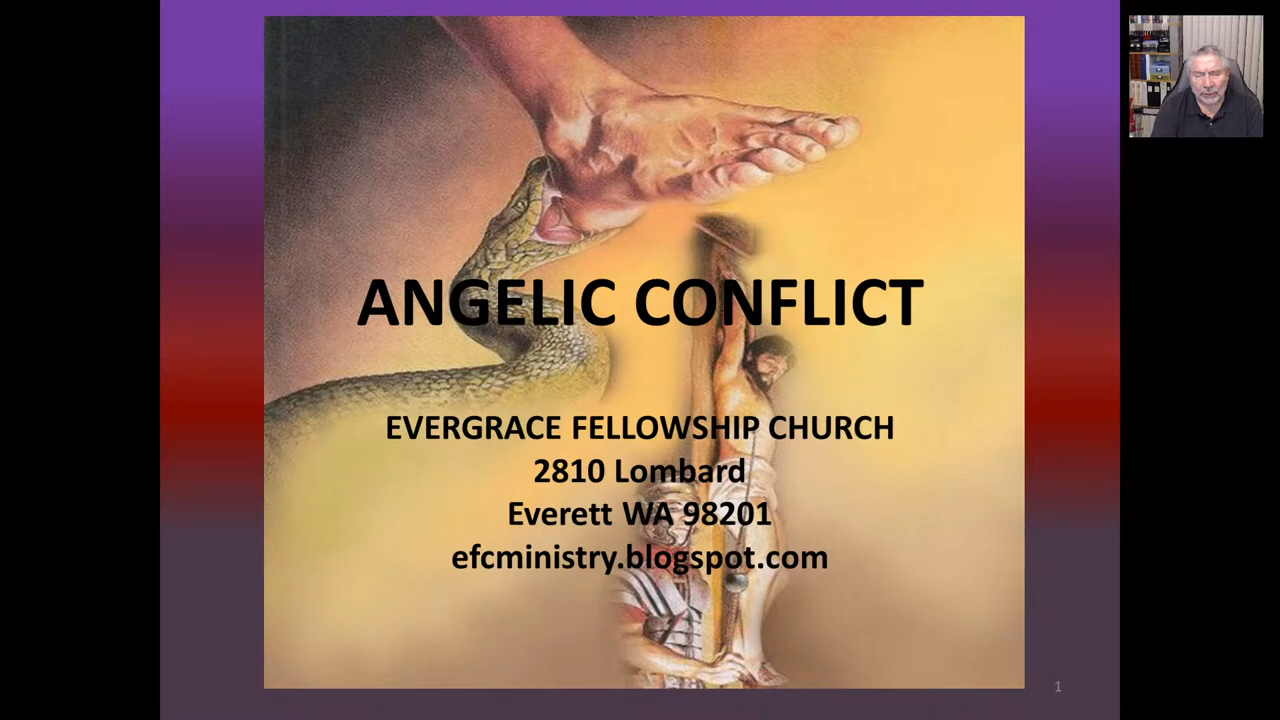 ANGELIC CONFLICT
EVERGRACE FELLOWSHIP CHURCH
2810 Lombard
Everett WA 98201
efcministry.blogspot.com
1